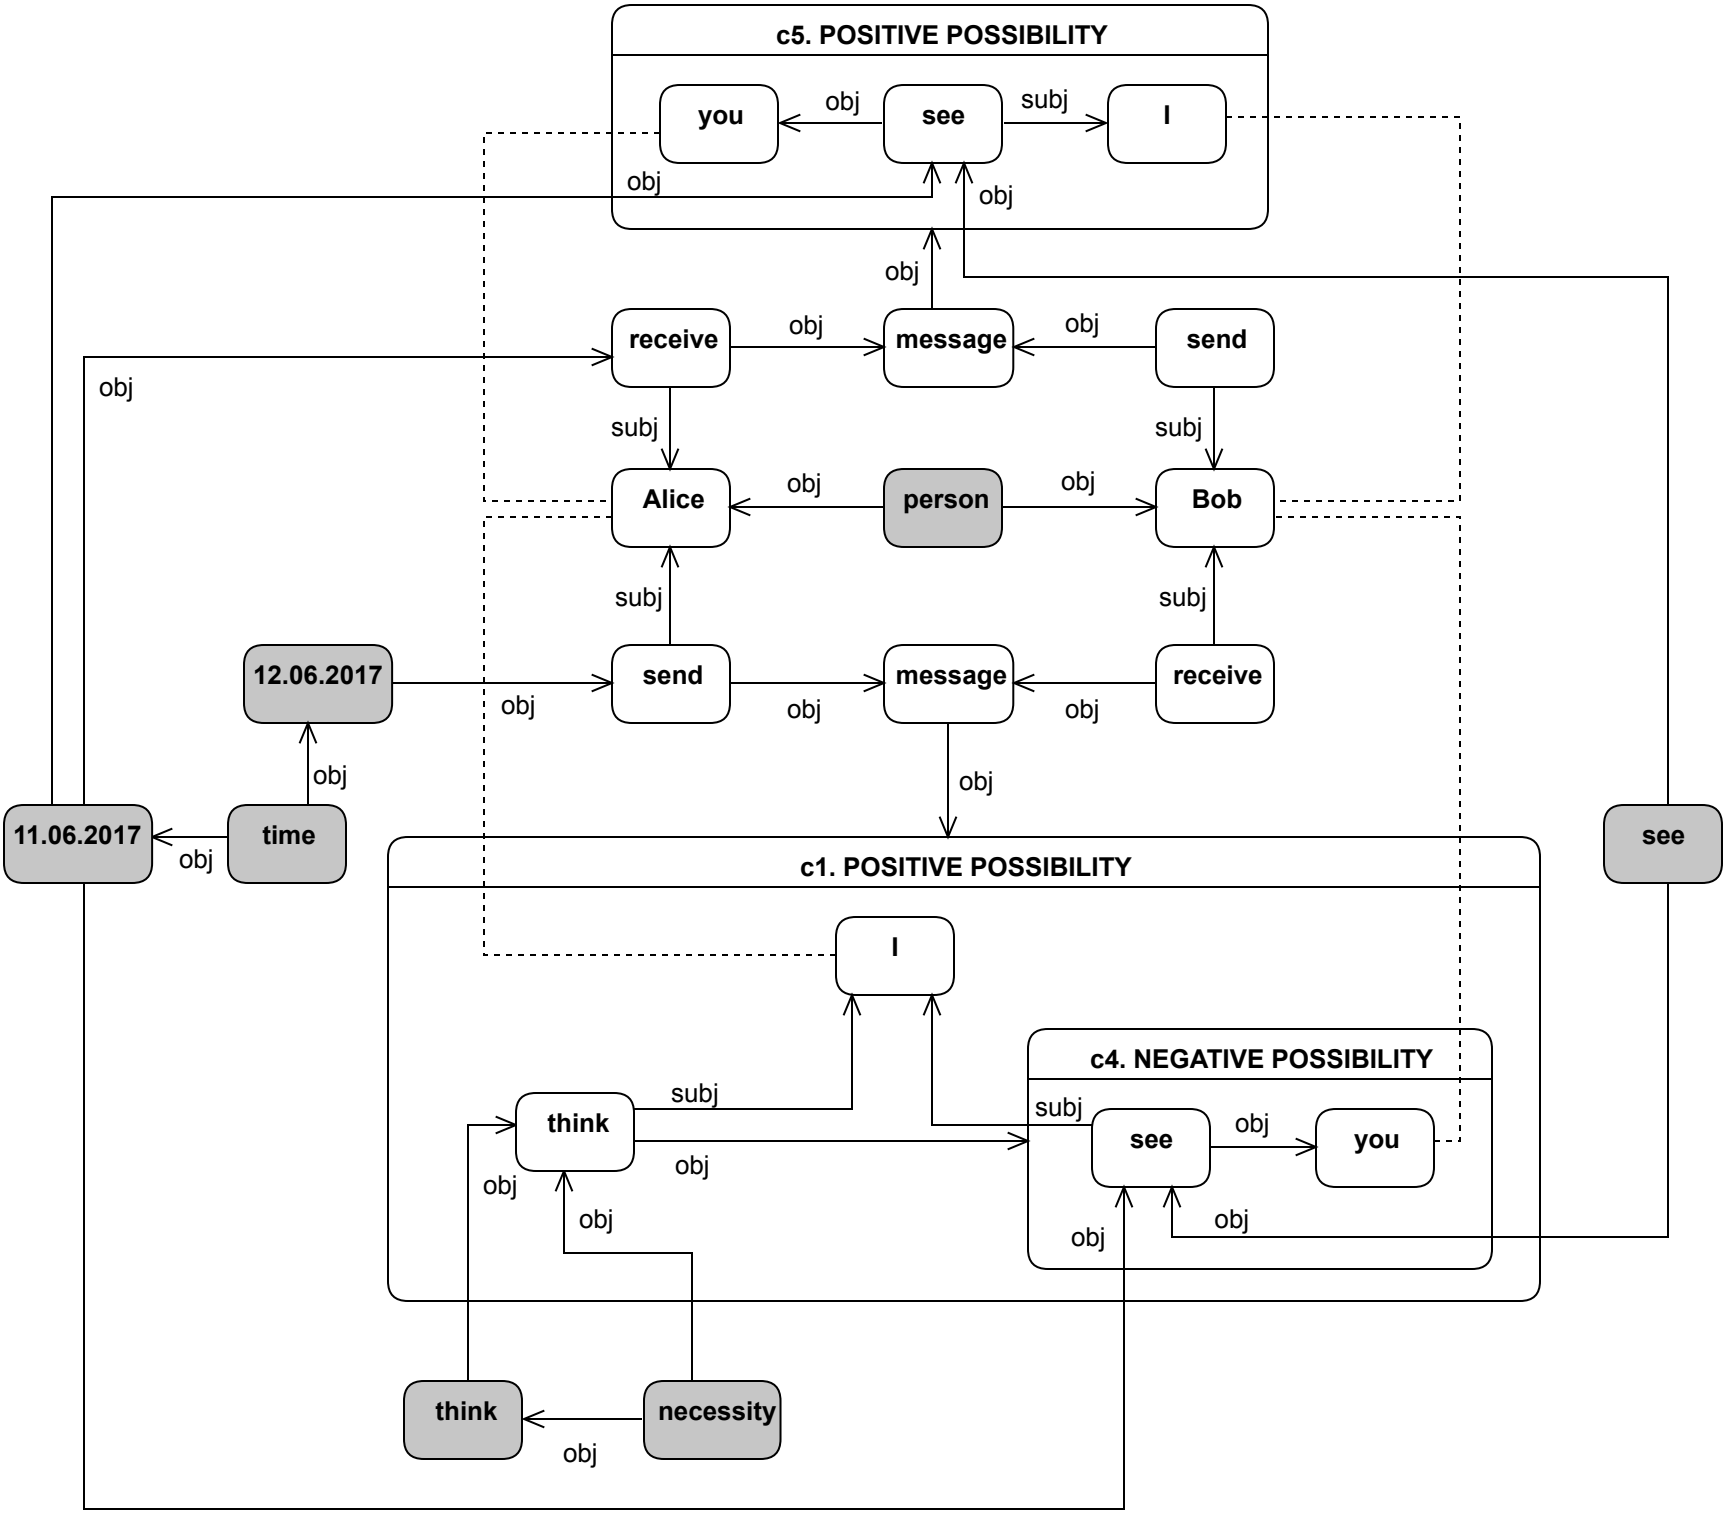 c5. POSITIVE POSSIBILITY
you
obj
see
subj
I
obj
obj
obj
receive
obj
message
obj
send
obj
subj
subj
Alice
obj
person
obj
Bob
subj
subj
12.06.2017
obj
send
obj
message
obj
receive
obj
obj
11.06.2017
obj
time
see
c1. POSITIVE POSSIBILITY
I
c4. NEGATIVE POSSIBILITY
think
subj
obj
subj
see
obj
you
obj
obj
obj
obj
think
obj
necessity